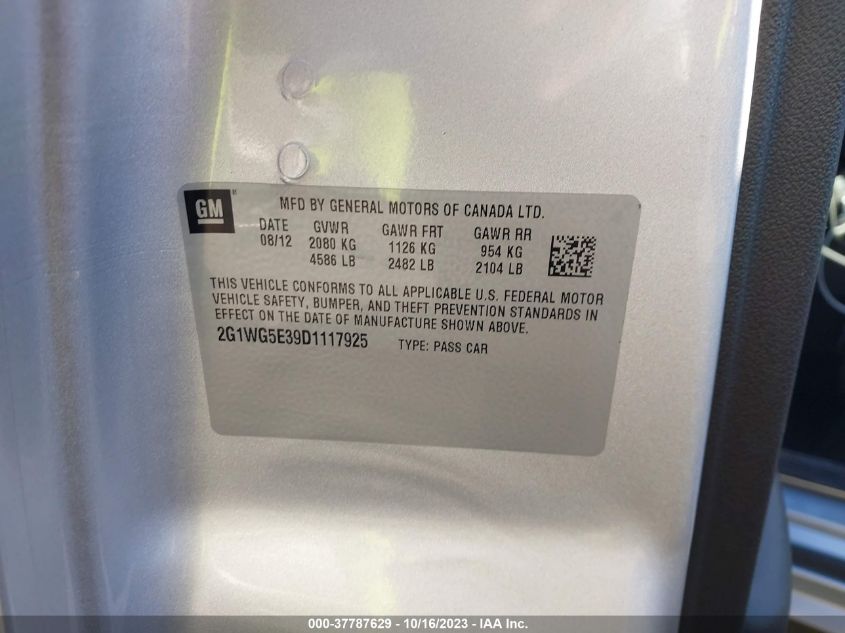 GM
MFD BY GENERAL MOTORS OF CANADA LTD.
DATE GVWR GAWR FRT GAWR RR
08/12 2080 KG 1126 KG 954 KG
4586 LB 2482 LB 2104 LB
THIS VEHICLE CONFORMS TO ALL APPLICABLE U.S. FEDERAL MOTOR
VEHICLE SAFETY, BUMPER, AND THEFT PREVENTION STANDARDS IN
EFFECT ON THE DATE OF MANUFACTURE SHOWN ABOVE.
2G1WG5E39D1117925 TYPE: PASS CAR
000-37787629 - 10/16/2023 - IAA Inc.